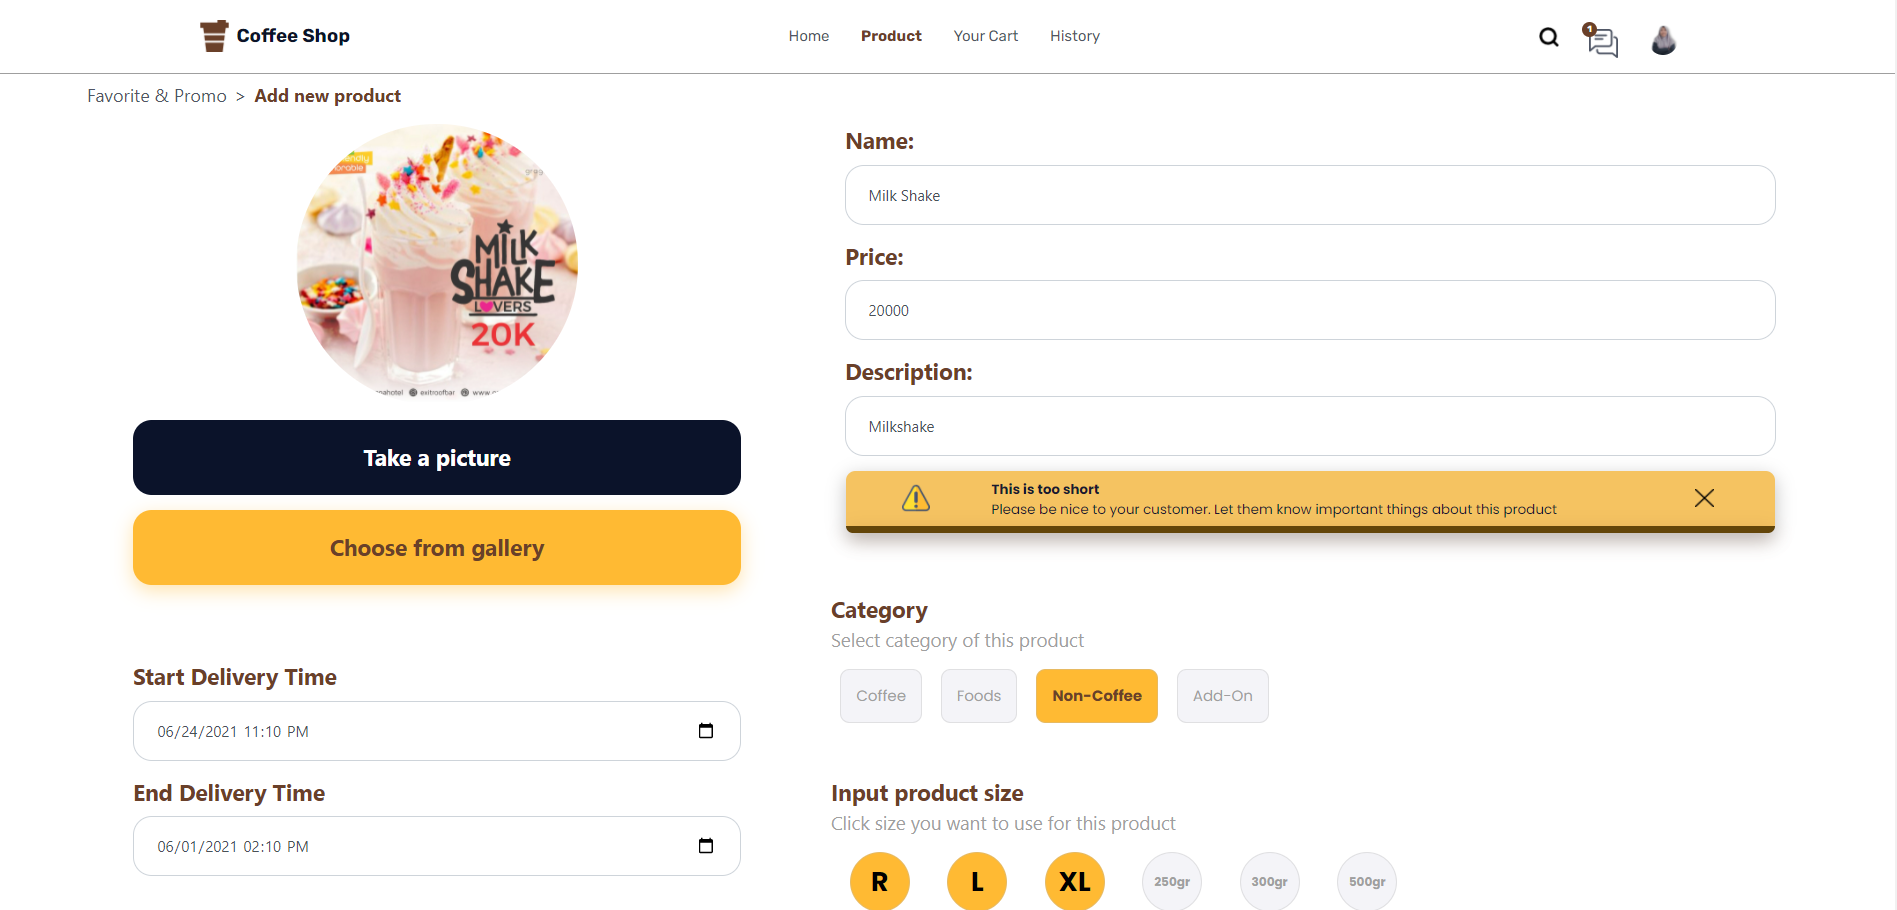 Coffee Shop
Home Product Your Cart History
1
Favorite & Promo > Add new product
MILK
SHAKE
LOVERS
20K
exitroofbar
Take a picture
Choose from gallery
Start Delivery Time
06/24/2021 11:10 PM
End Delivery Time
06/01/2021 02:10 PM
Name:
Milk Shake
Price:
20000
Description:
Milkshake
This is too short
Please be nice to your customer. Let them know important things about this product
Category
Select category of this product
Coffee Foods Non-Coffee Add-On
Input product size
Click size you want to use for this product
R L XL 250gr 300gr 500gr